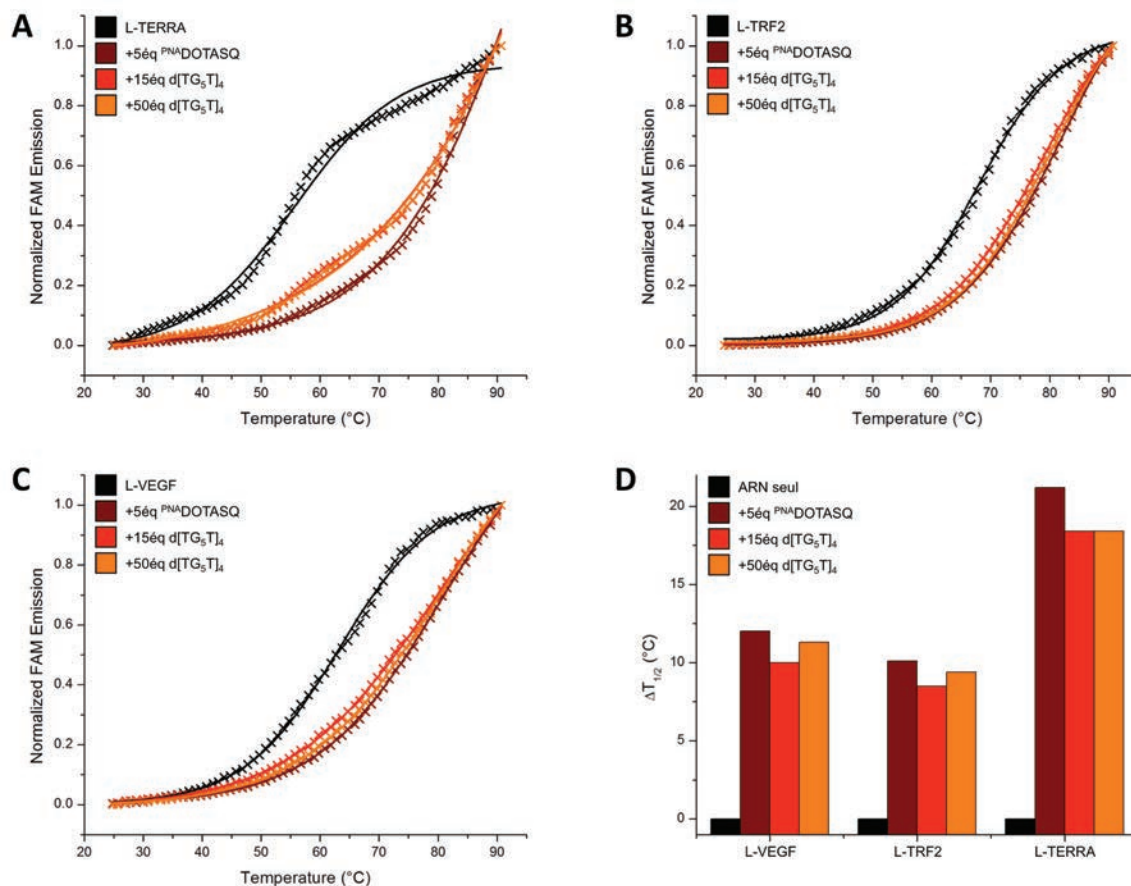 A
L-TERRA
+5éq ᴾᴺᴬDOTASQ
+15éq d[TG₅T]₄
+50éq d[TG₅T]₄
Normalized FAM Emission
1.0
0.8
0.6
0.4
0.2
0.0
20 30 40 50 60 70 80 90
Temperature (°C)
B
L-TRF2
+5éq ᴾᴺᴬDOTASQ
+15éq d[TG₅T]₄
+50éq d[TG₅T]₄
Normalized FAM Emission
1.0
0.8
0.6
0.4
0.2
0.0
20 30 40 50 60 70 80 90
Temperature (°C)
C
L-VEGF
+5éq ᴾᴺᴬDOTASQ
+15éq d[TG₅T]₄
+50éq d[TG₅T]₄
Normalized FAM Emission
1.0
0.8
0.6
0.4
0.2
0.0
20 30 40 50 60 70 80 90
Temperature (°C)
D
ARN seul
+5éq ᴾᴺᴬDOTASQ
+15éq d[TG₅T]₄
+50éq d[TG₅T]₄
ΔT₁/₂ (°C)
20
15
10
5
0
L-VEGF L-TRF2 L-TERRA